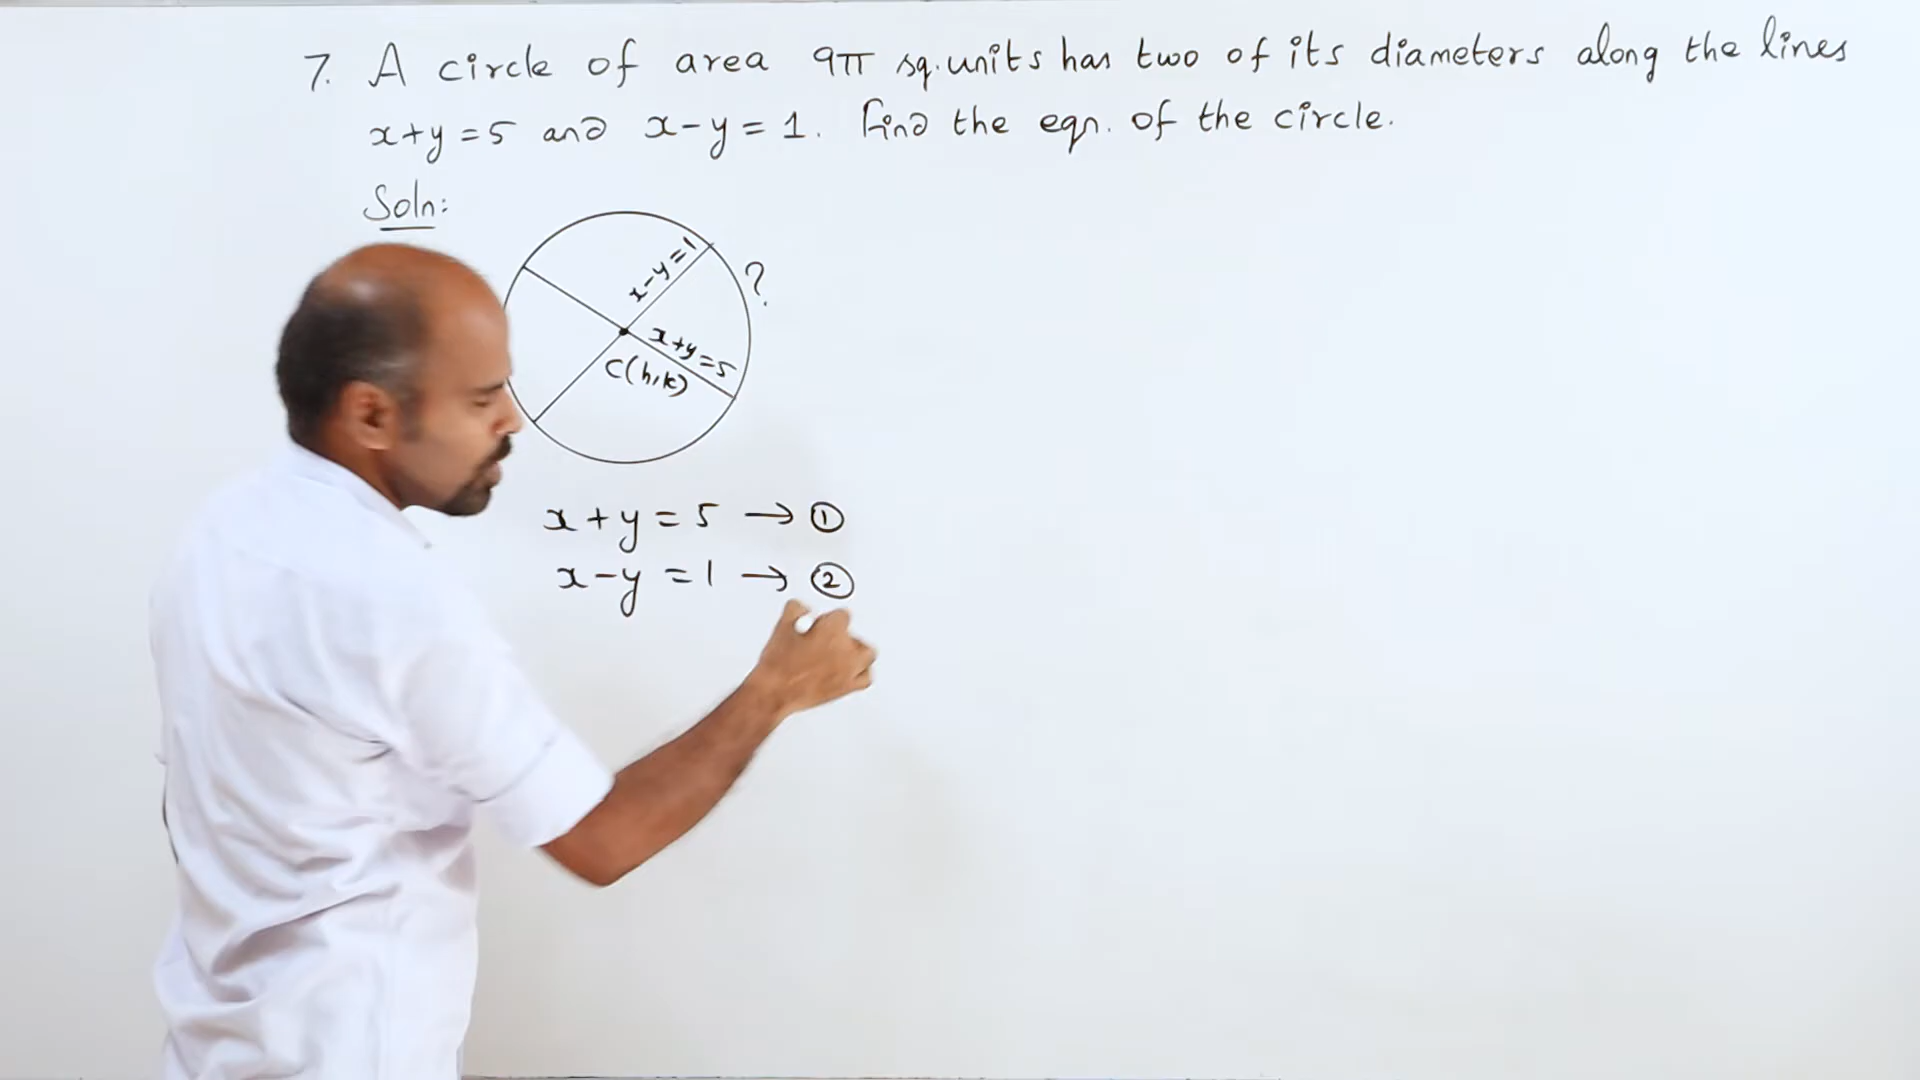 7. A circle of area 9π sq.units has two of its diameters along the lines
x+y=5 and x-y=1. Find the eqn. of the circle.
Soln:
x-y=1
?
x+y=5
C(h,k)
x+y=5 → ①
x-y=1 → ②